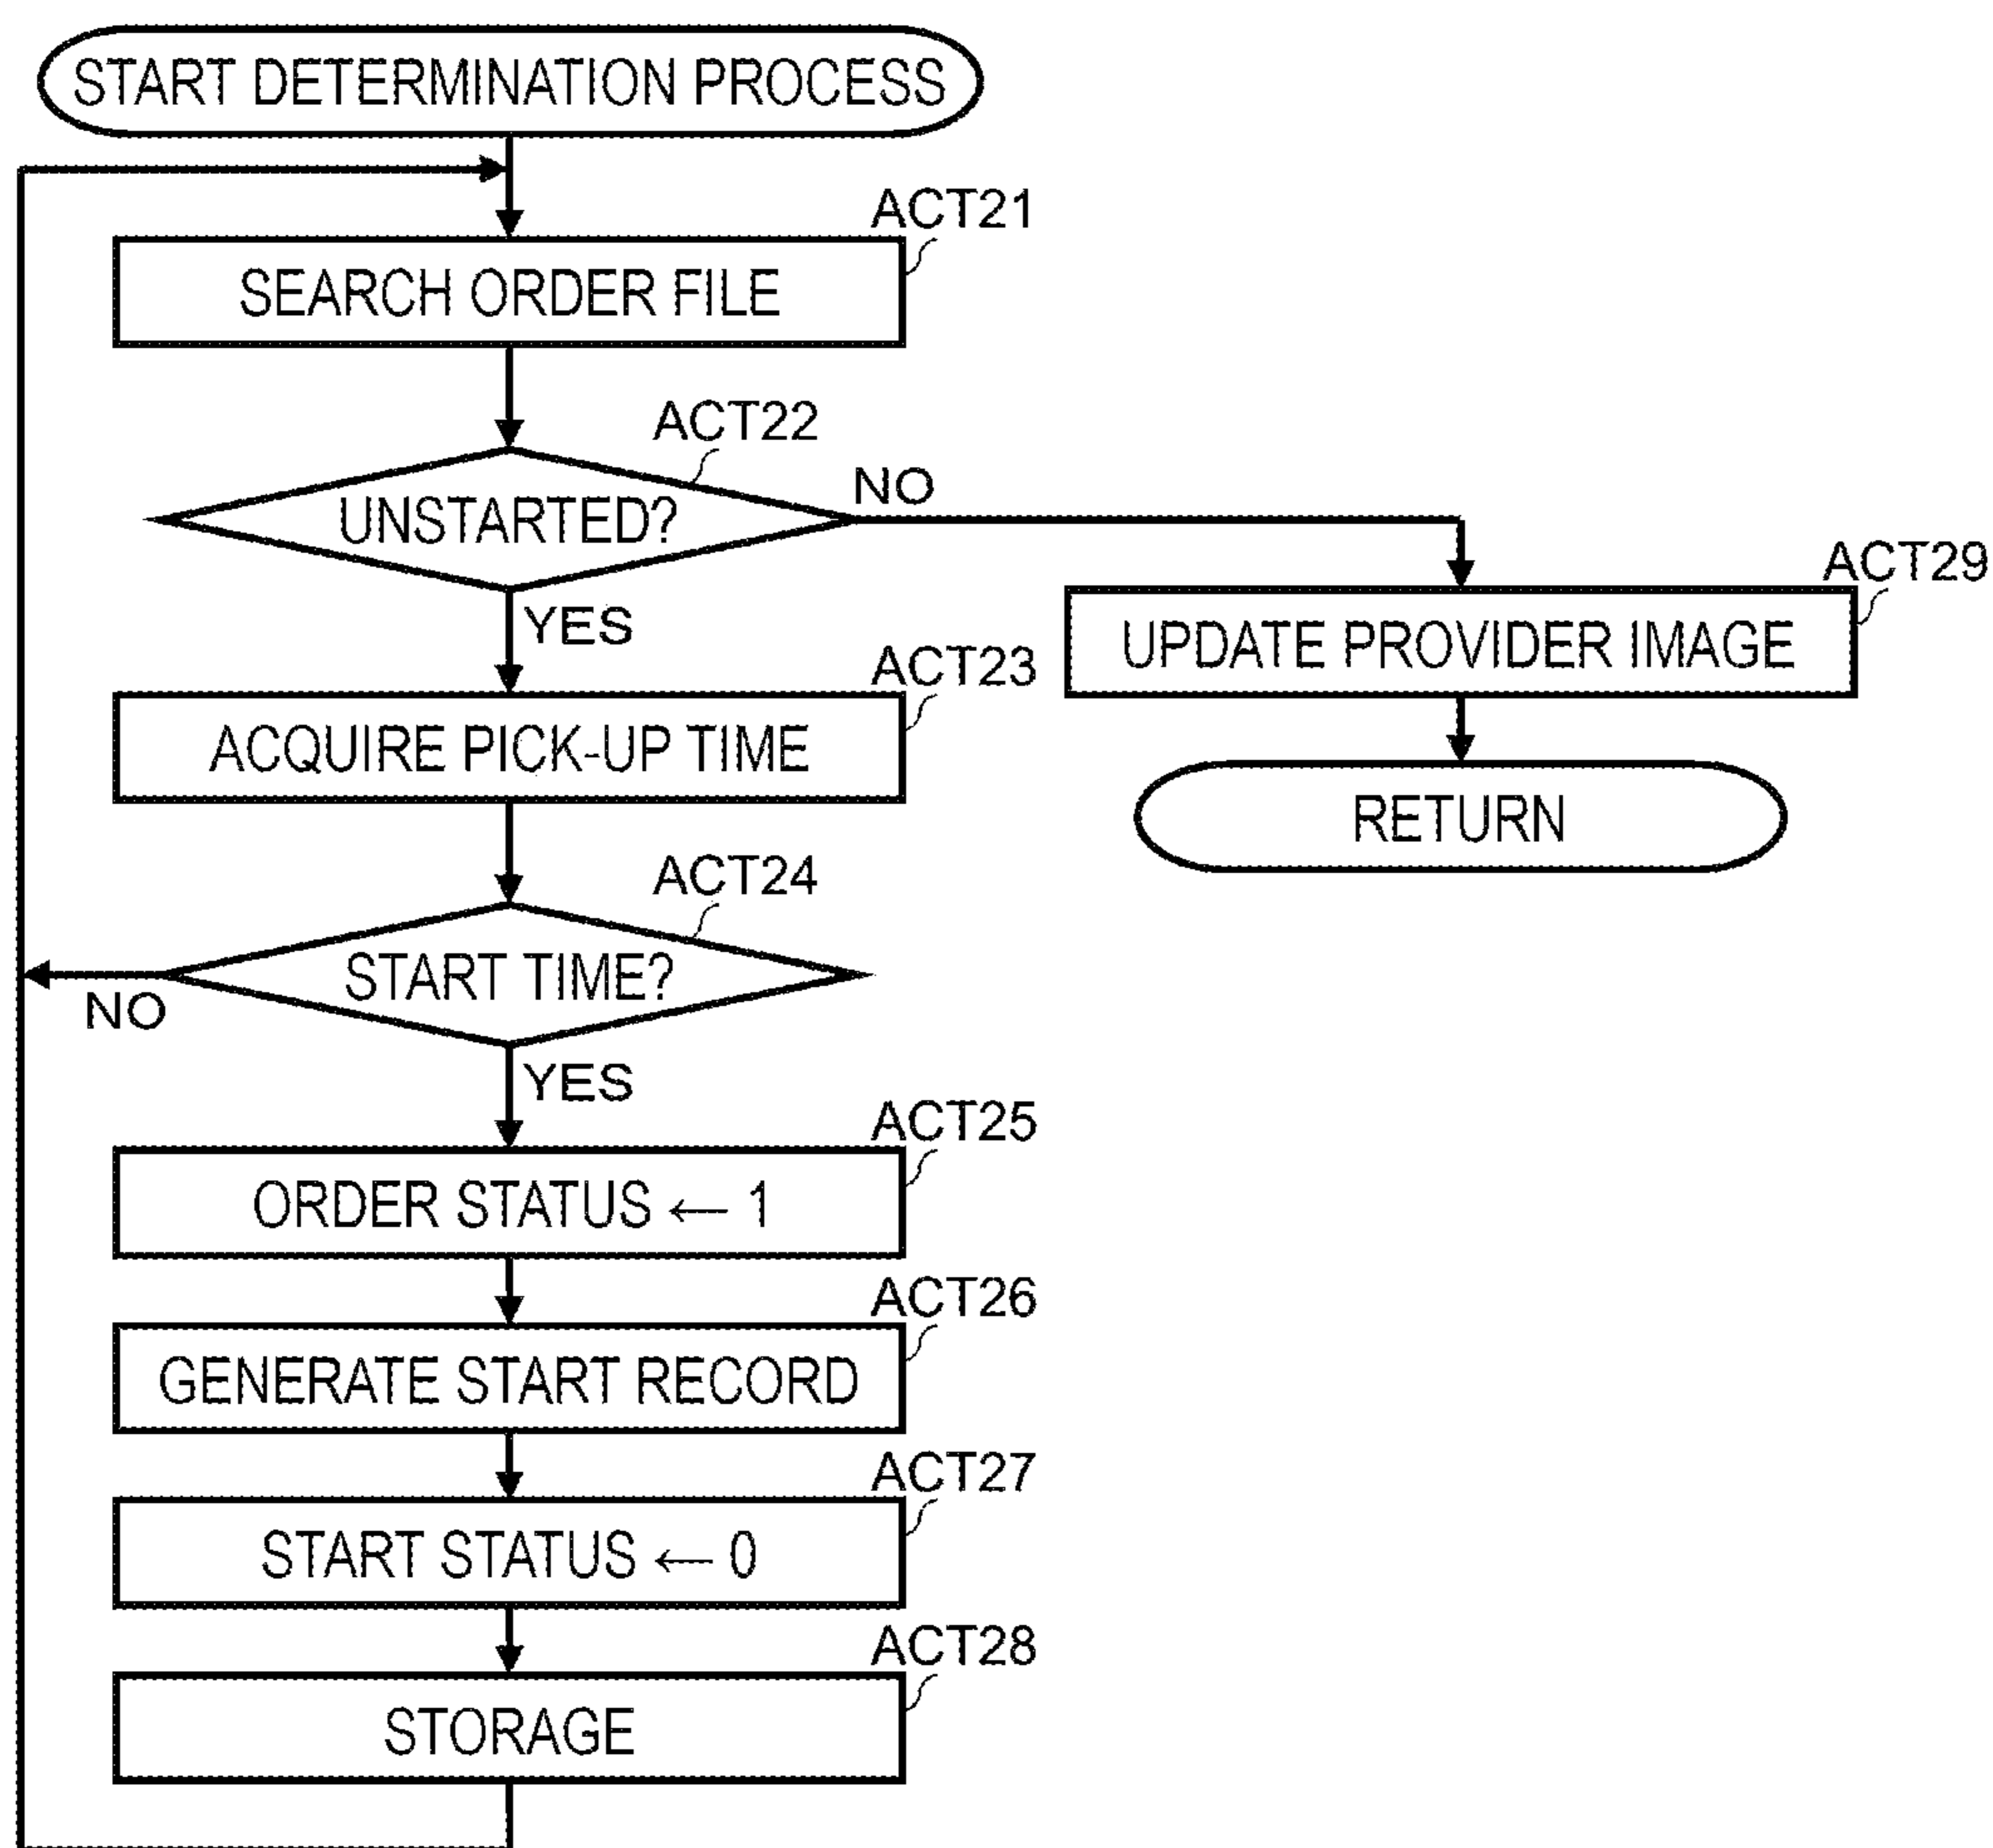 START DETERMINATION PROCESS
ACT21
SEARCH ORDER FILE
ACT22
UNSTARTED?
NO
YES
ACT29
UPDATE PROVIDER IMAGE
RETURN
ACT23
ACQUIRE PICK-UP TIME
ACT24
START TIME?
NO
YES
ACT25
ORDER STATUS ← 1
ACT26
GENERATE START RECORD
ACT27
START STATUS ← 0
ACT28
STORAGE